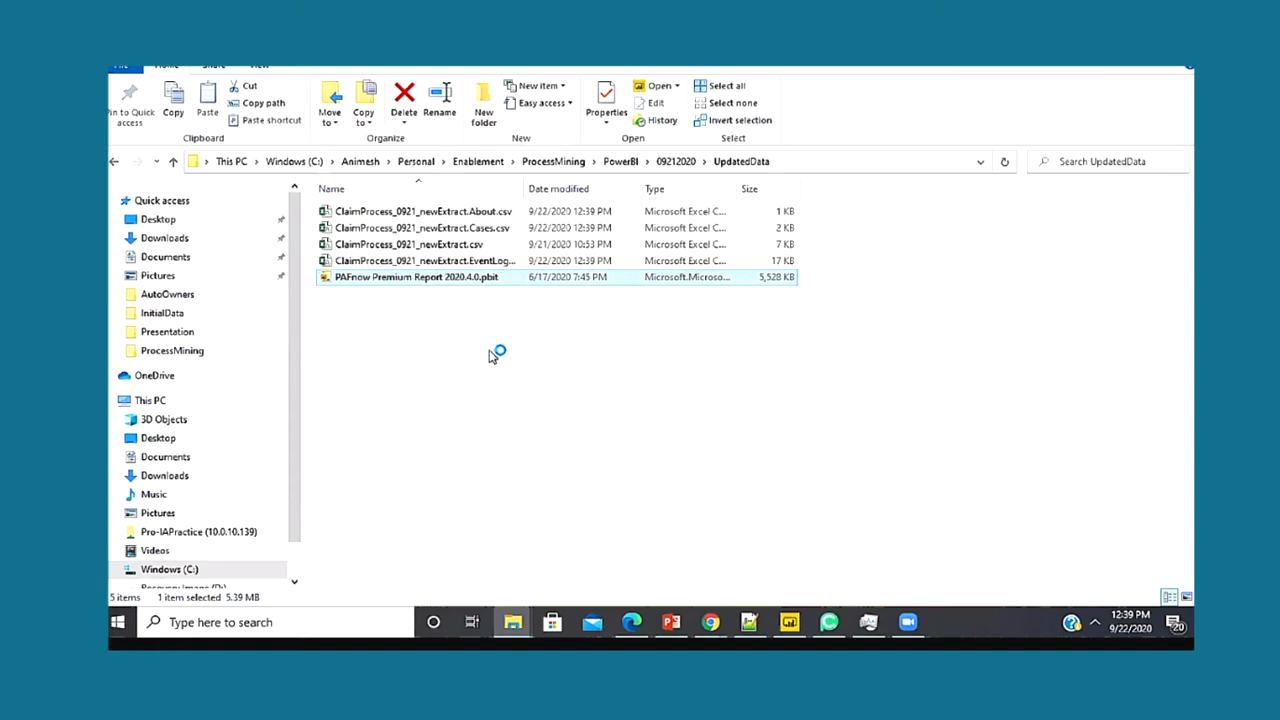 Cut
Copy path
Paste shortcut
Pin to Quick access
Copy
Paste
Clipboard
Move to
Copy to
Delete
Rename
Organize
New folder
New item
Easy access
New
Properties
Open
Edit
History
Open
Select all
Select none
Invert selection
Select
This PC > Windows (C:) > Animesh > Personal > Enablement > ProcessMining > PowerBI > 09212020 > UpdatedData
Search UpdatedData
Name Date modified Type Size
ClaimProcess_0921_newExtract.About.csv 9/22/2020 12:39 PM Microsoft Excel C... 1 KB
ClaimProcess_0921_newExtract.Cases.csv 9/22/2020 12:39 PM Microsoft Excel C... 2 KB
ClaimProcess_0921_newExtract.csv 9/21/2020 10:53 PM Microsoft Excel C... 7 KB
ClaimProcess_0921_newExtract.EventLog... 9/22/2020 12:39 PM Microsoft Excel C... 17 KB
PAFnow Premium Report 2020.4.0.pbit 6/17/2020 7:45 PM Microsoft.Microso... 5,528 KB
Quick access
Desktop
Downloads
Documents
Pictures
AutoOwners
InitialData
Presentation
ProcessMining
OneDrive
This PC
3D Objects
Desktop
Documents
Downloads
Music
Pictures
Pro-IAPractice (10.0.10.139)
Videos
Windows (C:)
5 items 1 item selected 5.39 MB
Type here to search
12:39 PM
9/22/2020
20